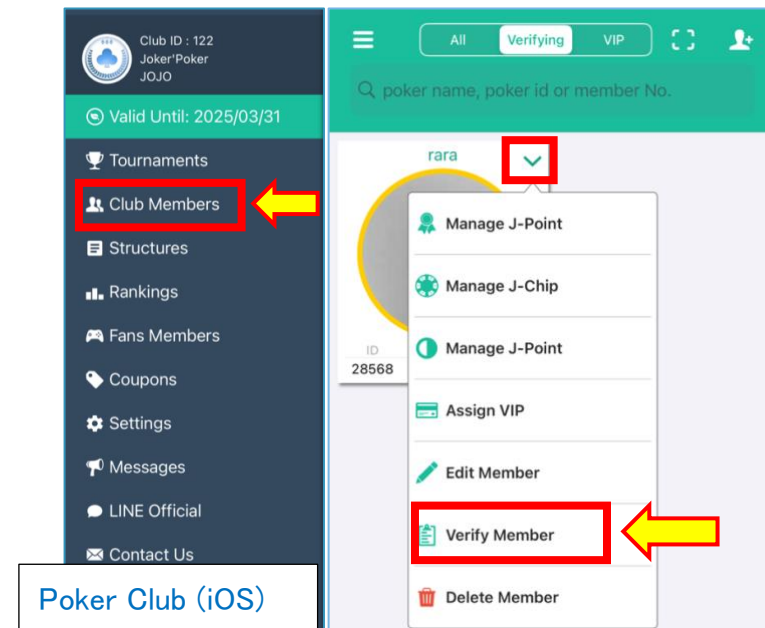 Club ID : 122
Joker'Poker
JOJO
Valid Until: 2025/03/31
Tournaments
Club Members
Structures
Rankings
Fans Members
Coupons
Settings
Messages
LINE Official
Contact Us
Poker Club (iOS)
All Verifying VIP
poker name, poker id or member No.
rara
ID
28568
Manage J-Point
Manage J-Chip
Manage J-Point
Assign VIP
Edit Member
Verify Member
Delete Member